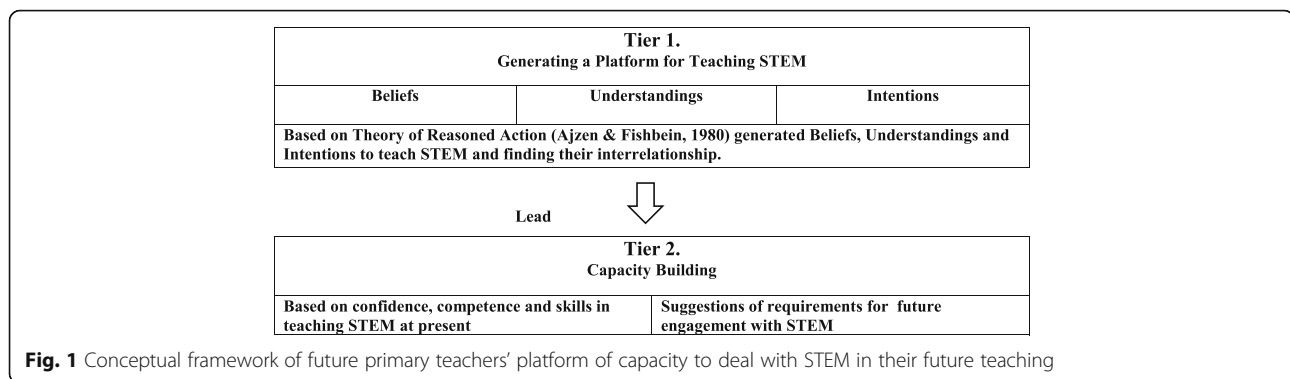 Tier 1.
Generating a Platform for Teaching STEM
Beliefs Understandings Intentions
Based on Theory of Reasoned Action (Ajzen & Fishbein, 1980) generated Beliefs, Understandings and
Intentions to teach STEM and finding their interrelationship.
Lead
Tier 2.
Capacity Building
Based on confidence, competence and skills in
teaching STEM at present
Suggestions of requirements for future
engagement with STEM
Fig. 1 Conceptual framework of future primary teachers' platform of capacity to deal with STEM in their future teaching